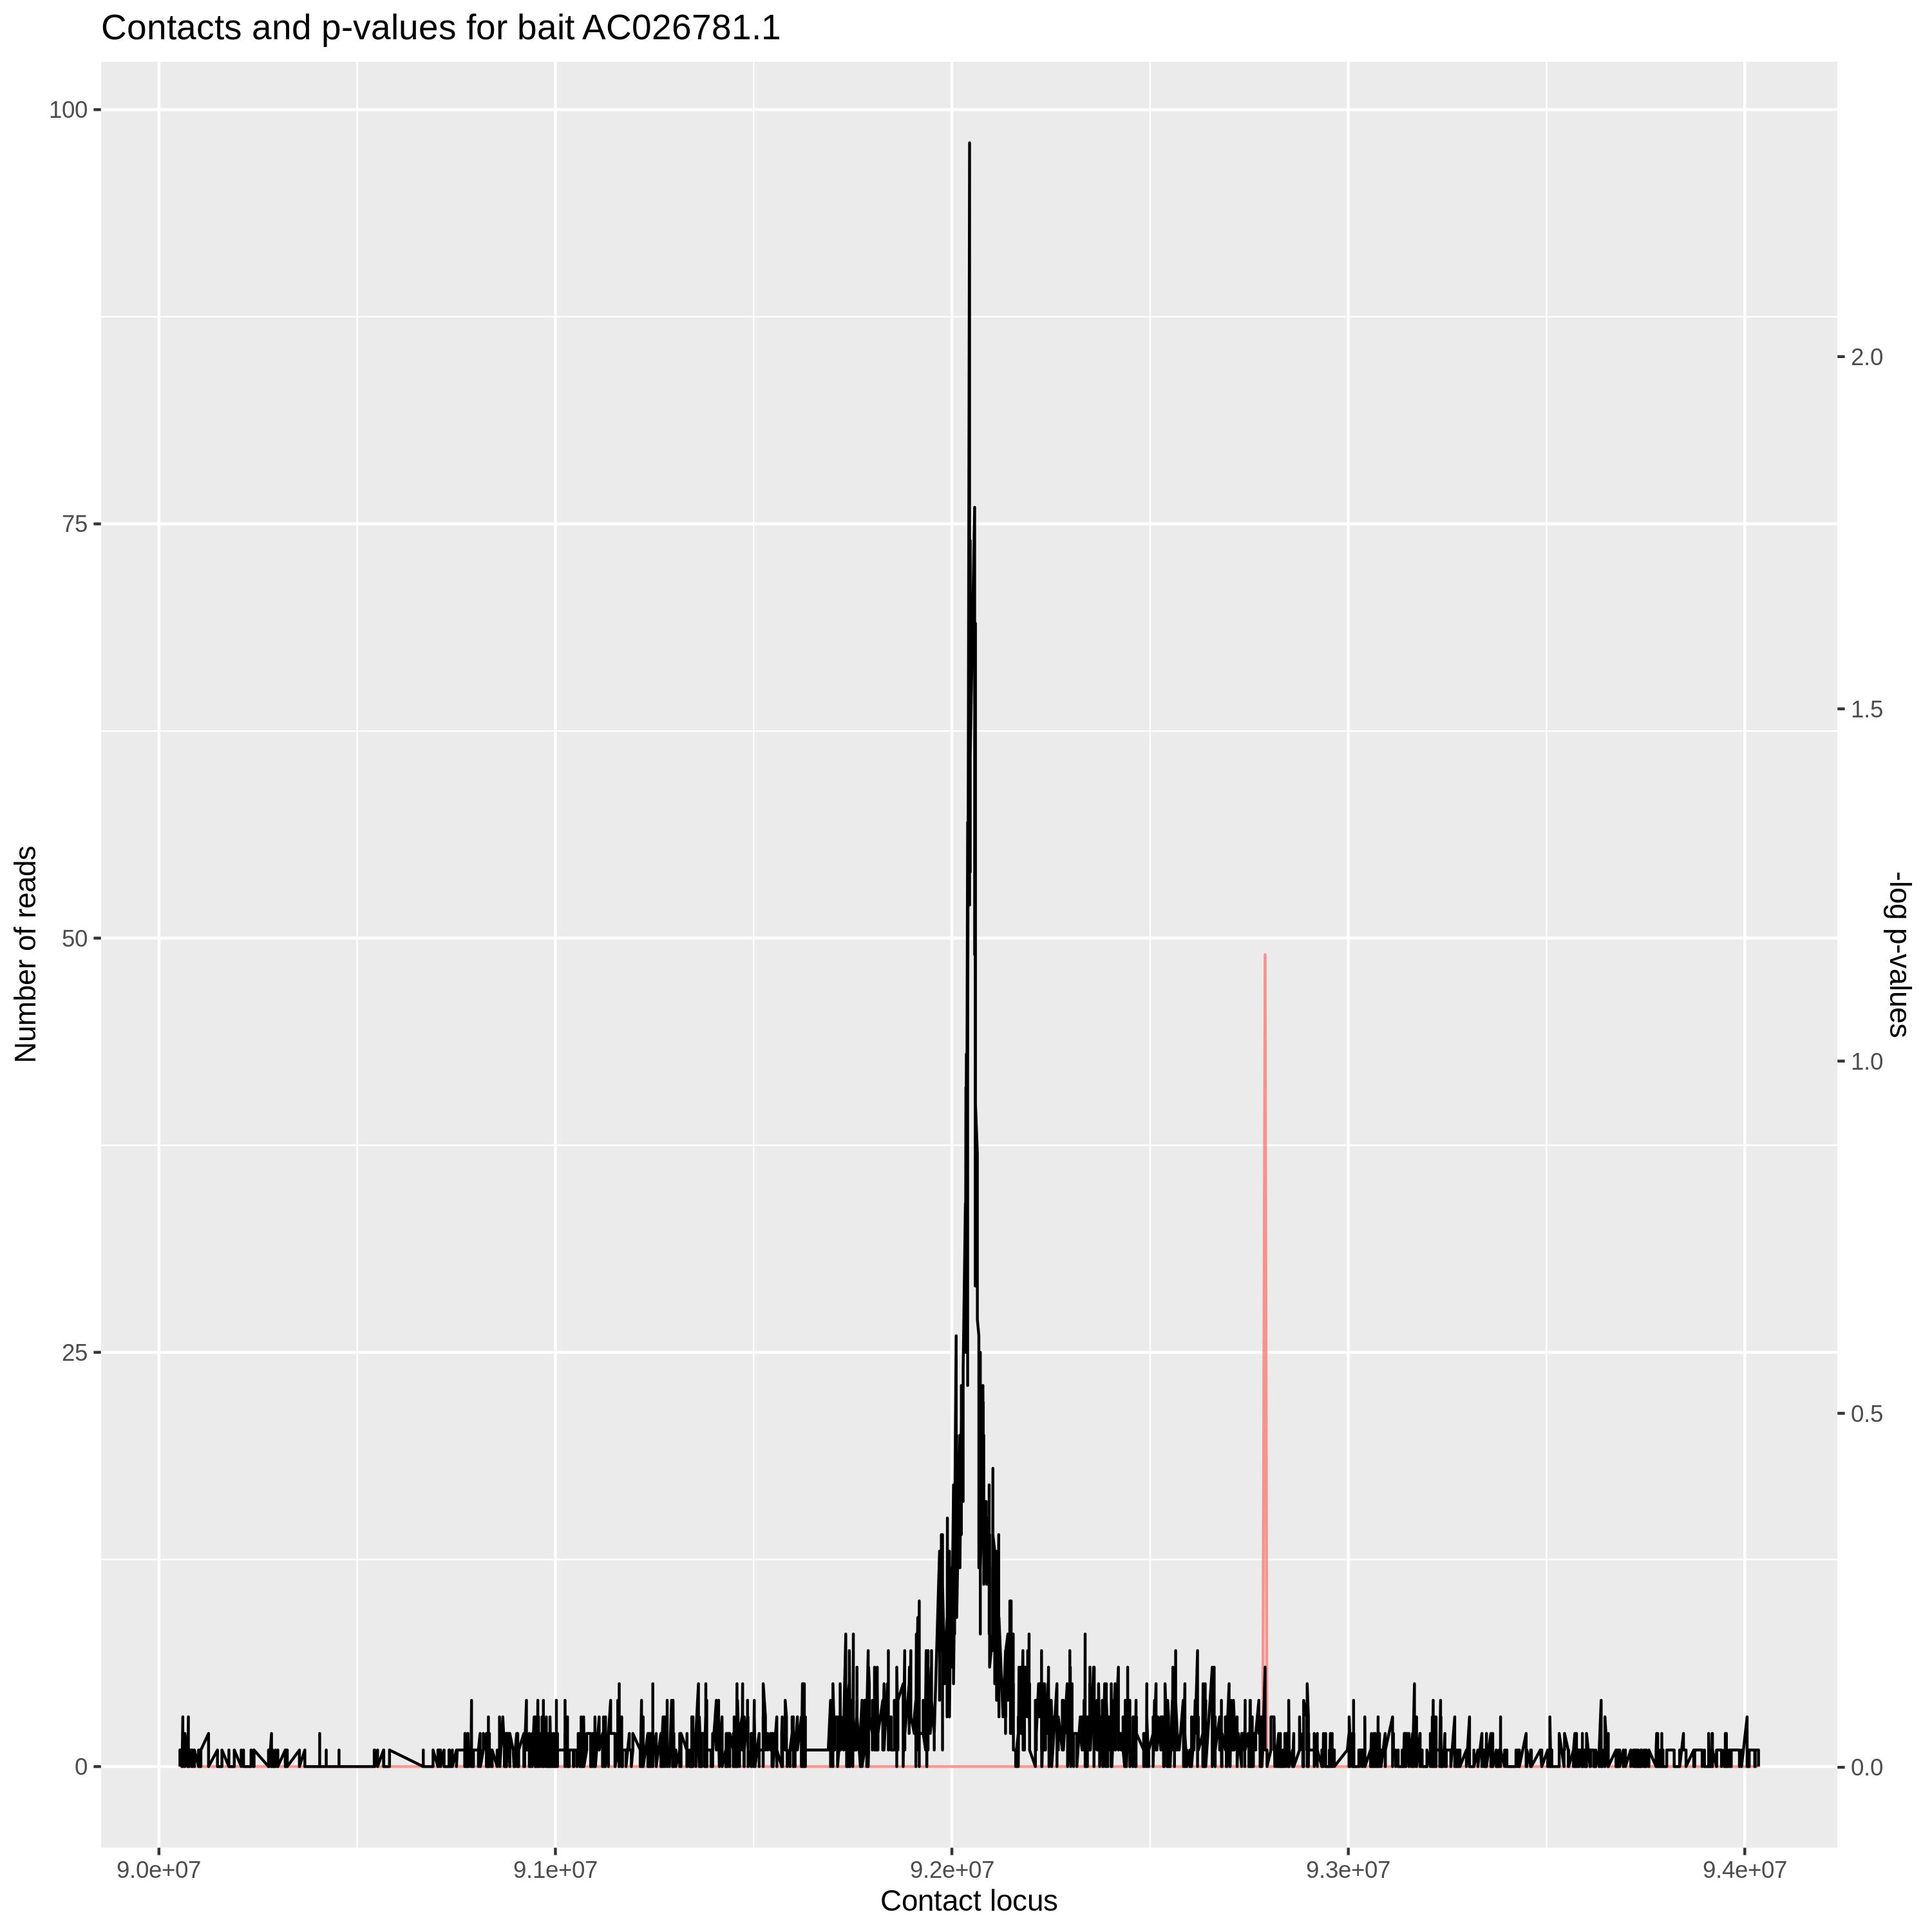 Contacts and p-values for bait AC026781.1
100
75
50
25
0
Number of reads
2.0
1.5
1.0
0.5
0.0
-log p-values
9.0e+07
9.1e+07
9.2e+07
9.3e+07
9.4e+07
Contact locus